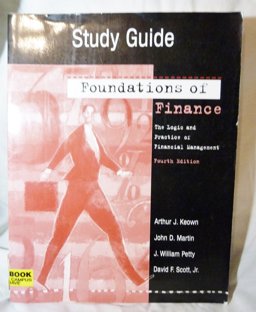 Study Guide
Foundations of
Finance
The Logic and
Practice of
Financial Management
Fourth Edition
Arthur J. Keown
John D. Martin
J. William Petty
David F. Scott, Jr.
BOOK
CAMPUS